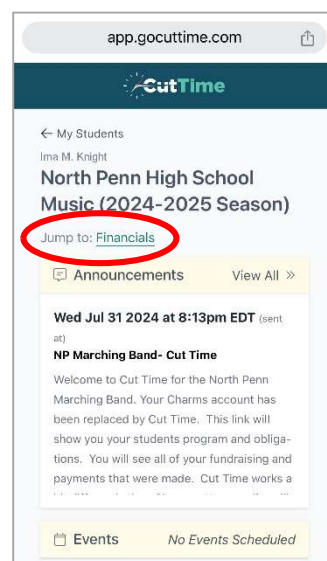 app.gocuttime.com
CutTime
← My Students
Ima M. Knight
North Penn High School
Music (2024-2025 Season)
Jump to: Financials
Announcements View All »
Wed Jul 31 2024 at 8:13pm EDT (sent
at)
NP Marching Band- Cut Time
Welcome to Cut Time for the North Penn
Marching Band. Your Charms account has
been replaced by Cut Time. This link will
show you your students program and obliga-
tions. You will see all of your fundraising and
payments that were made. Cut Time works a
Events No Events Scheduled